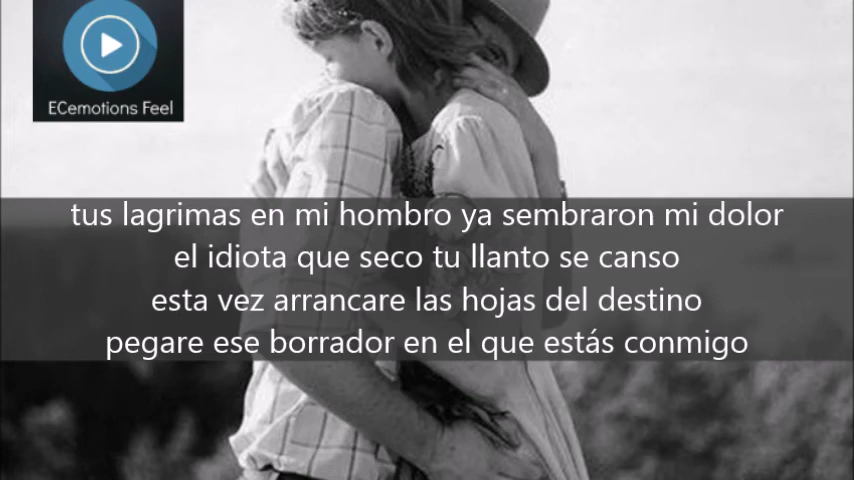 ECemotions Feel
tus lagrimas en mi hombro ya sembraron mi dolor
el idiota que seco tu llanto se canso
esta vez arrancare las hojas del destino
pegare ese borrador en el que estás conmigo